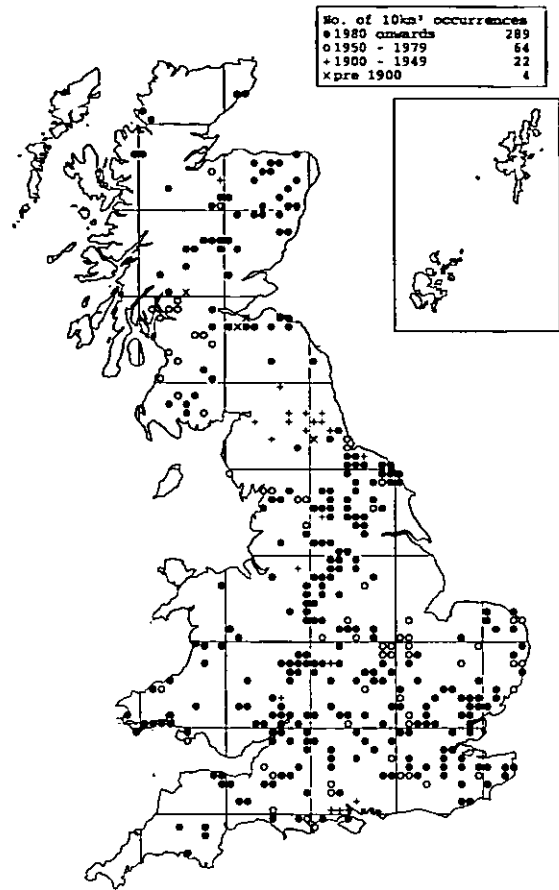 No. of 10km² occurrences
● 1980 onwards 289
○ 1950 - 1979 64
+ 1900 - 1949 22
× pre 1900 4